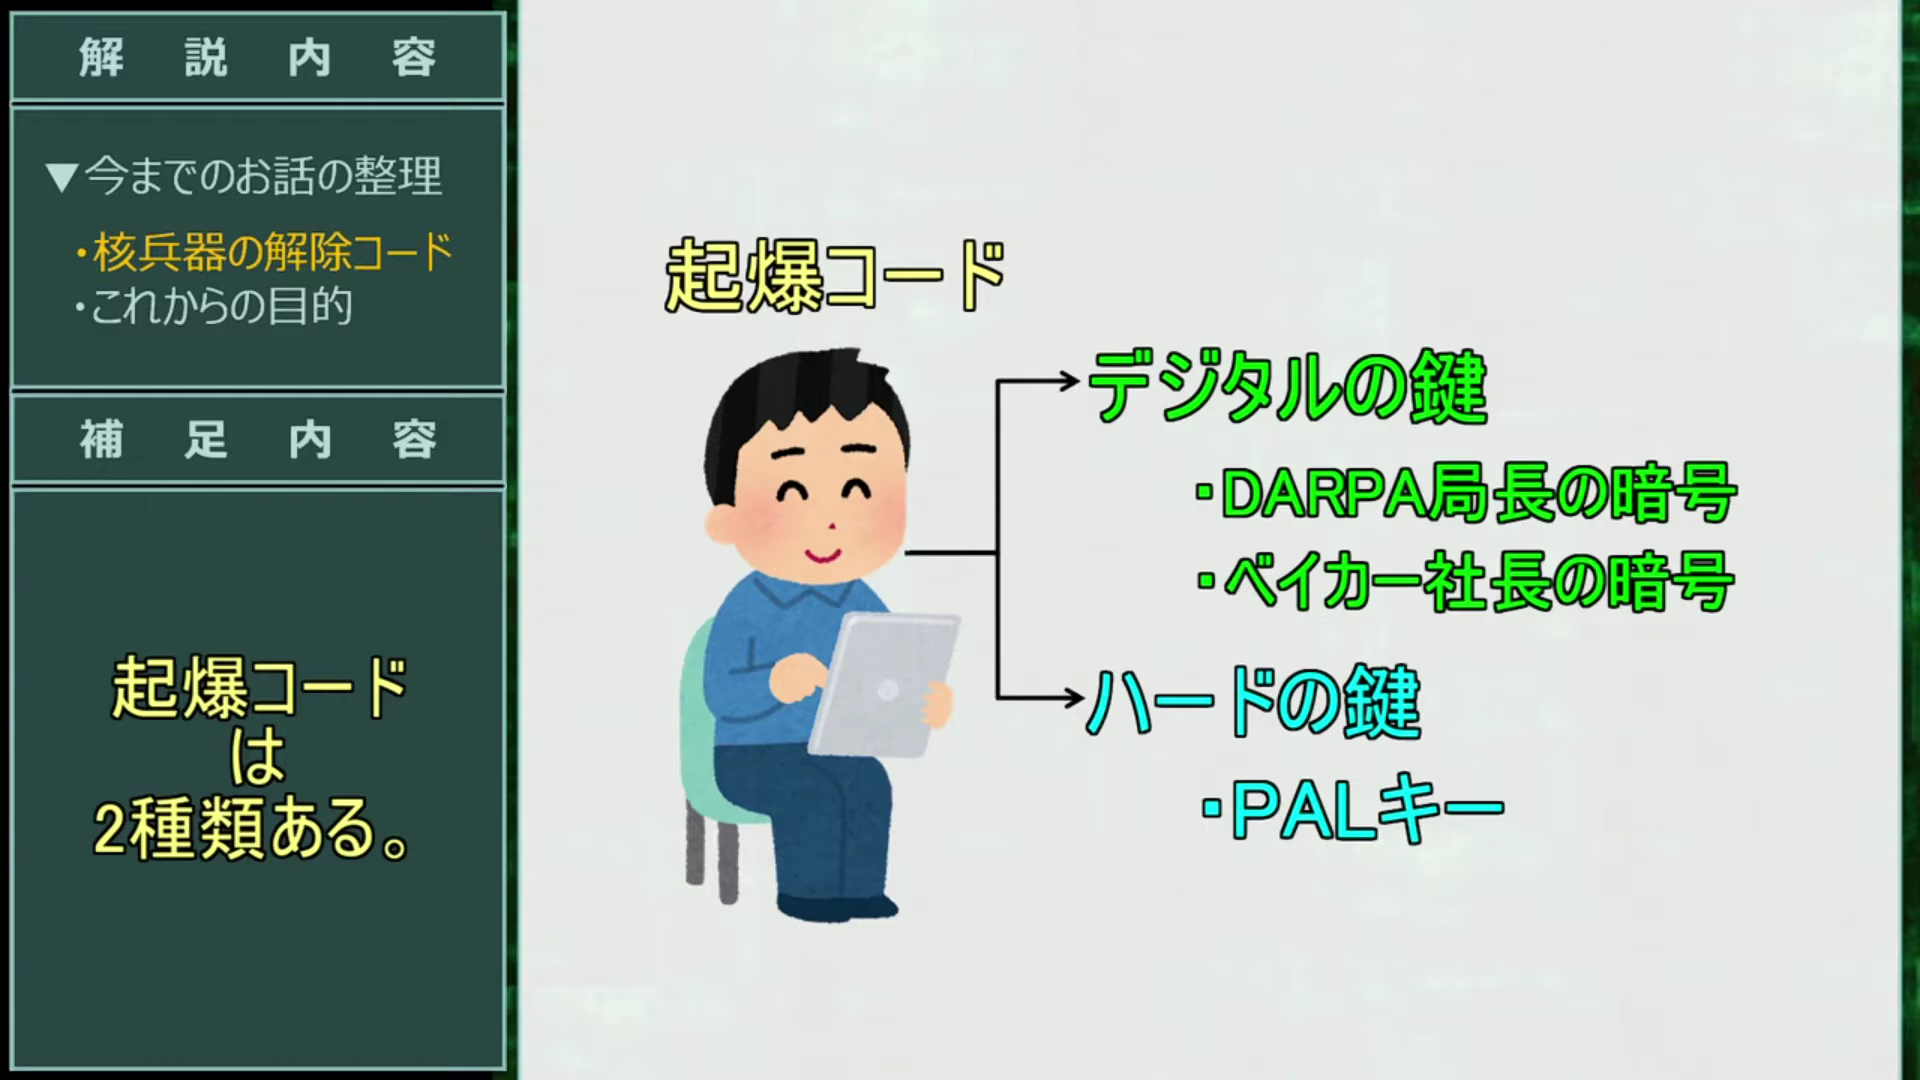 解説内容
▼今までのお話の整理
・核兵器の解除コード
・これからの目的
補足内容
起爆コード
は
2種類ある。
起爆コード
デジタルの鍵
・DARPA局長の暗号
・ベイカー社長の暗号
ハードの鍵
・PALキー